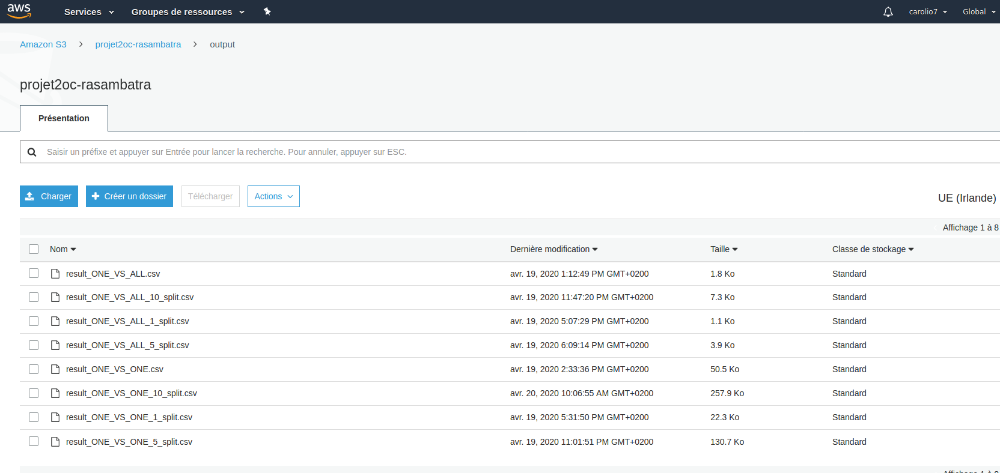 aws Services Groupes de ressources carolio7 Global
Amazon S3 > projet2oc-rasambatra > output
projet2oc-rasambatra
Présentation
Saisir un préfixe et appuyer sur Entrée pour lancer la recherche. Pour annuler, appuyer sur ESC.
Charger Créer un dossier Télécharger Actions UE (Irlande)
Affichage 1 à 8
Nom Dernière modification Taille Classe de stockage
result_ONE_VS_ALL.csv avr. 19, 2020 1:12:49 PM GMT+0200 1.8 Ko Standard
result_ONE_VS_ALL_10_split.csv avr. 19, 2020 11:47:20 PM GMT+0200 7.3 Ko Standard
result_ONE_VS_ALL_1_split.csv avr. 19, 2020 5:07:29 PM GMT+0200 1.1 Ko Standard
result_ONE_VS_ALL_5_split.csv avr. 19, 2020 6:09:14 PM GMT+0200 3.9 Ko Standard
result_ONE_VS_ONE.csv avr. 19, 2020 2:33:36 PM GMT+0200 50.5 Ko Standard
result_ONE_VS_ONE_10_split.csv avr. 20, 2020 10:06:55 AM GMT+0200 257.9 Ko Standard
result_ONE_VS_ONE_1_split.csv avr. 19, 2020 5:31:50 PM GMT+0200 22.3 Ko Standard
result_ONE_VS_ONE_5_split.csv avr. 19, 2020 11:01:51 PM GMT+0200 130.7 Ko Standard
Affichage 1 à 8